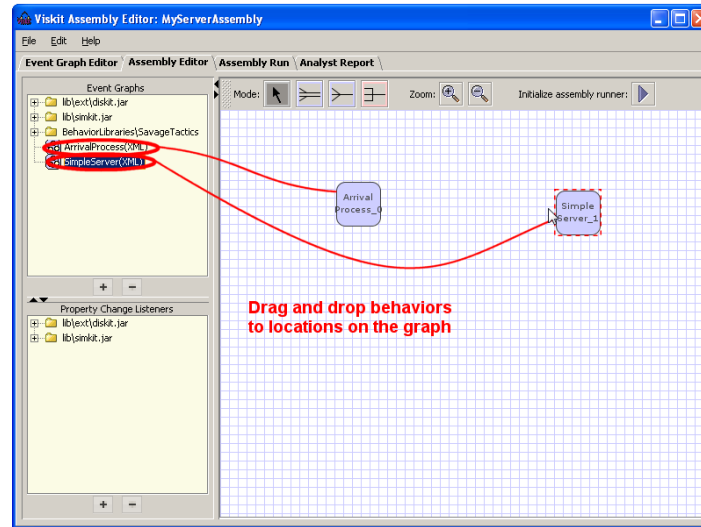 Viskit Assembly Editor: MyServerAssembly
File Edit Help
Event Graph Editor Assembly Editor Assembly Run Analyst Report
Event Graphs
lib\ext\diskit.jar
lib\simkit.jar
BehaviorLibraries\SavageTactics
ArrivalProcess(XML)
SimpleServer(XML)
+ −
Property Change Listeners
lib\ext\diskit.jar
lib\simkit.jar
+ −
Mode: Zoom: Initialize assembly runner:
Arrival
Process_0
Simple
Server_1
Drag and drop behaviors
to locations on the graph